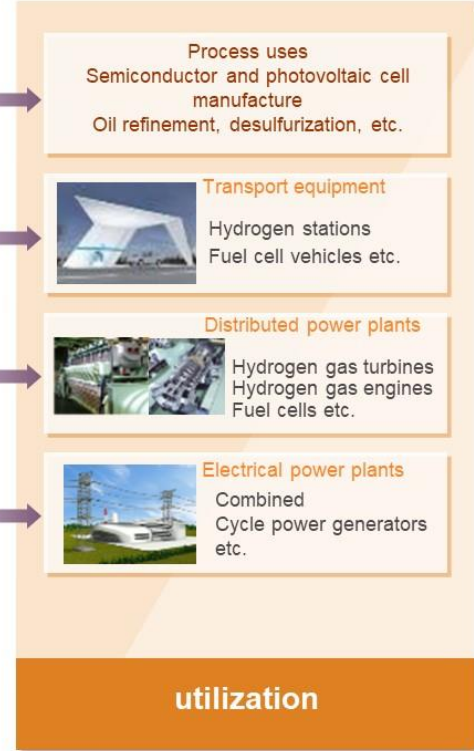 Process uses
Semiconductor and photovoltaic cell
manufacture
Oil refinement, desulfurization, etc.
Transport equipment
Hydrogen stations
Fuel cell vehicles etc.
Distributed power plants
Hydrogen gas turbines
Hydrogen gas engines
Fuel cells etc.
Electrical power plants
Combined
Cycle power generators
etc.
utilization